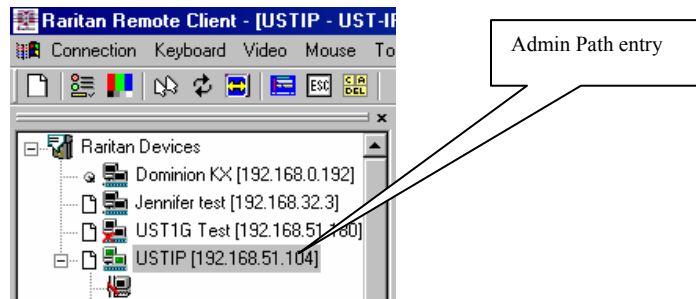 Raritan Remote Client - [USTIP - UST-I
Connection Keyboard Video Mouse To
ESC
C A
DEL
Admin Path entry
Raritan Devices
Dominion KX [192.168.0.192]
Jennifer test [192.168.32.3]
UST1G Test [192.168.51.180]
USTIP [192.168.51.104]